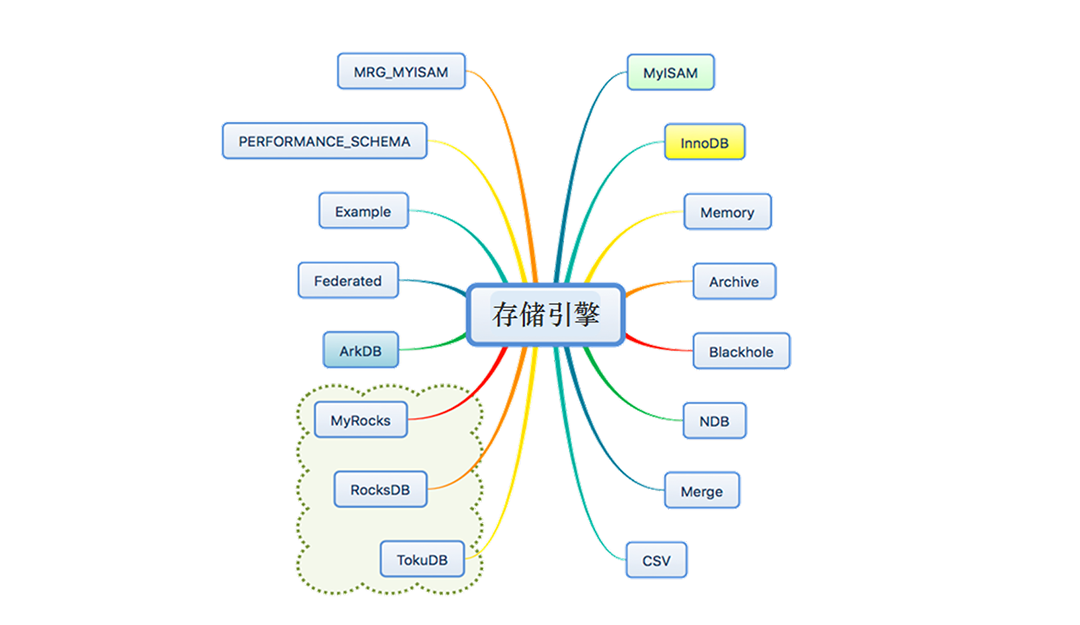 MRG_MYISAM
PERFORMANCE_SCHEMA
Example
Federated
ArkDB
MyRocks
RocksDB
TokuDB
存储引擎
MyISAM
InnoDB
Memory
Archive
Blackhole
NDB
Merge
CSV